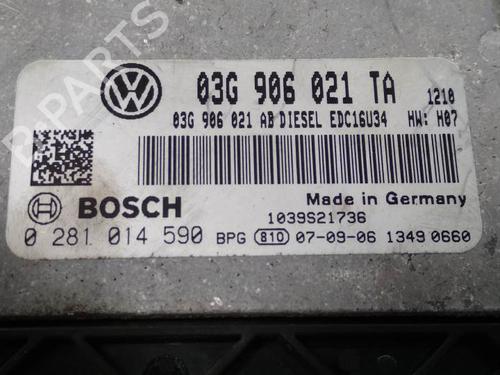 03G 906 021 TA 1210
03G 906 021 AB DIESEL EDC16U34 HW: H07
Made in Germany
BOSCH 1039S21736
0 281 014 590 BPG 810 07-09-06 1349 0660
B-PARTS